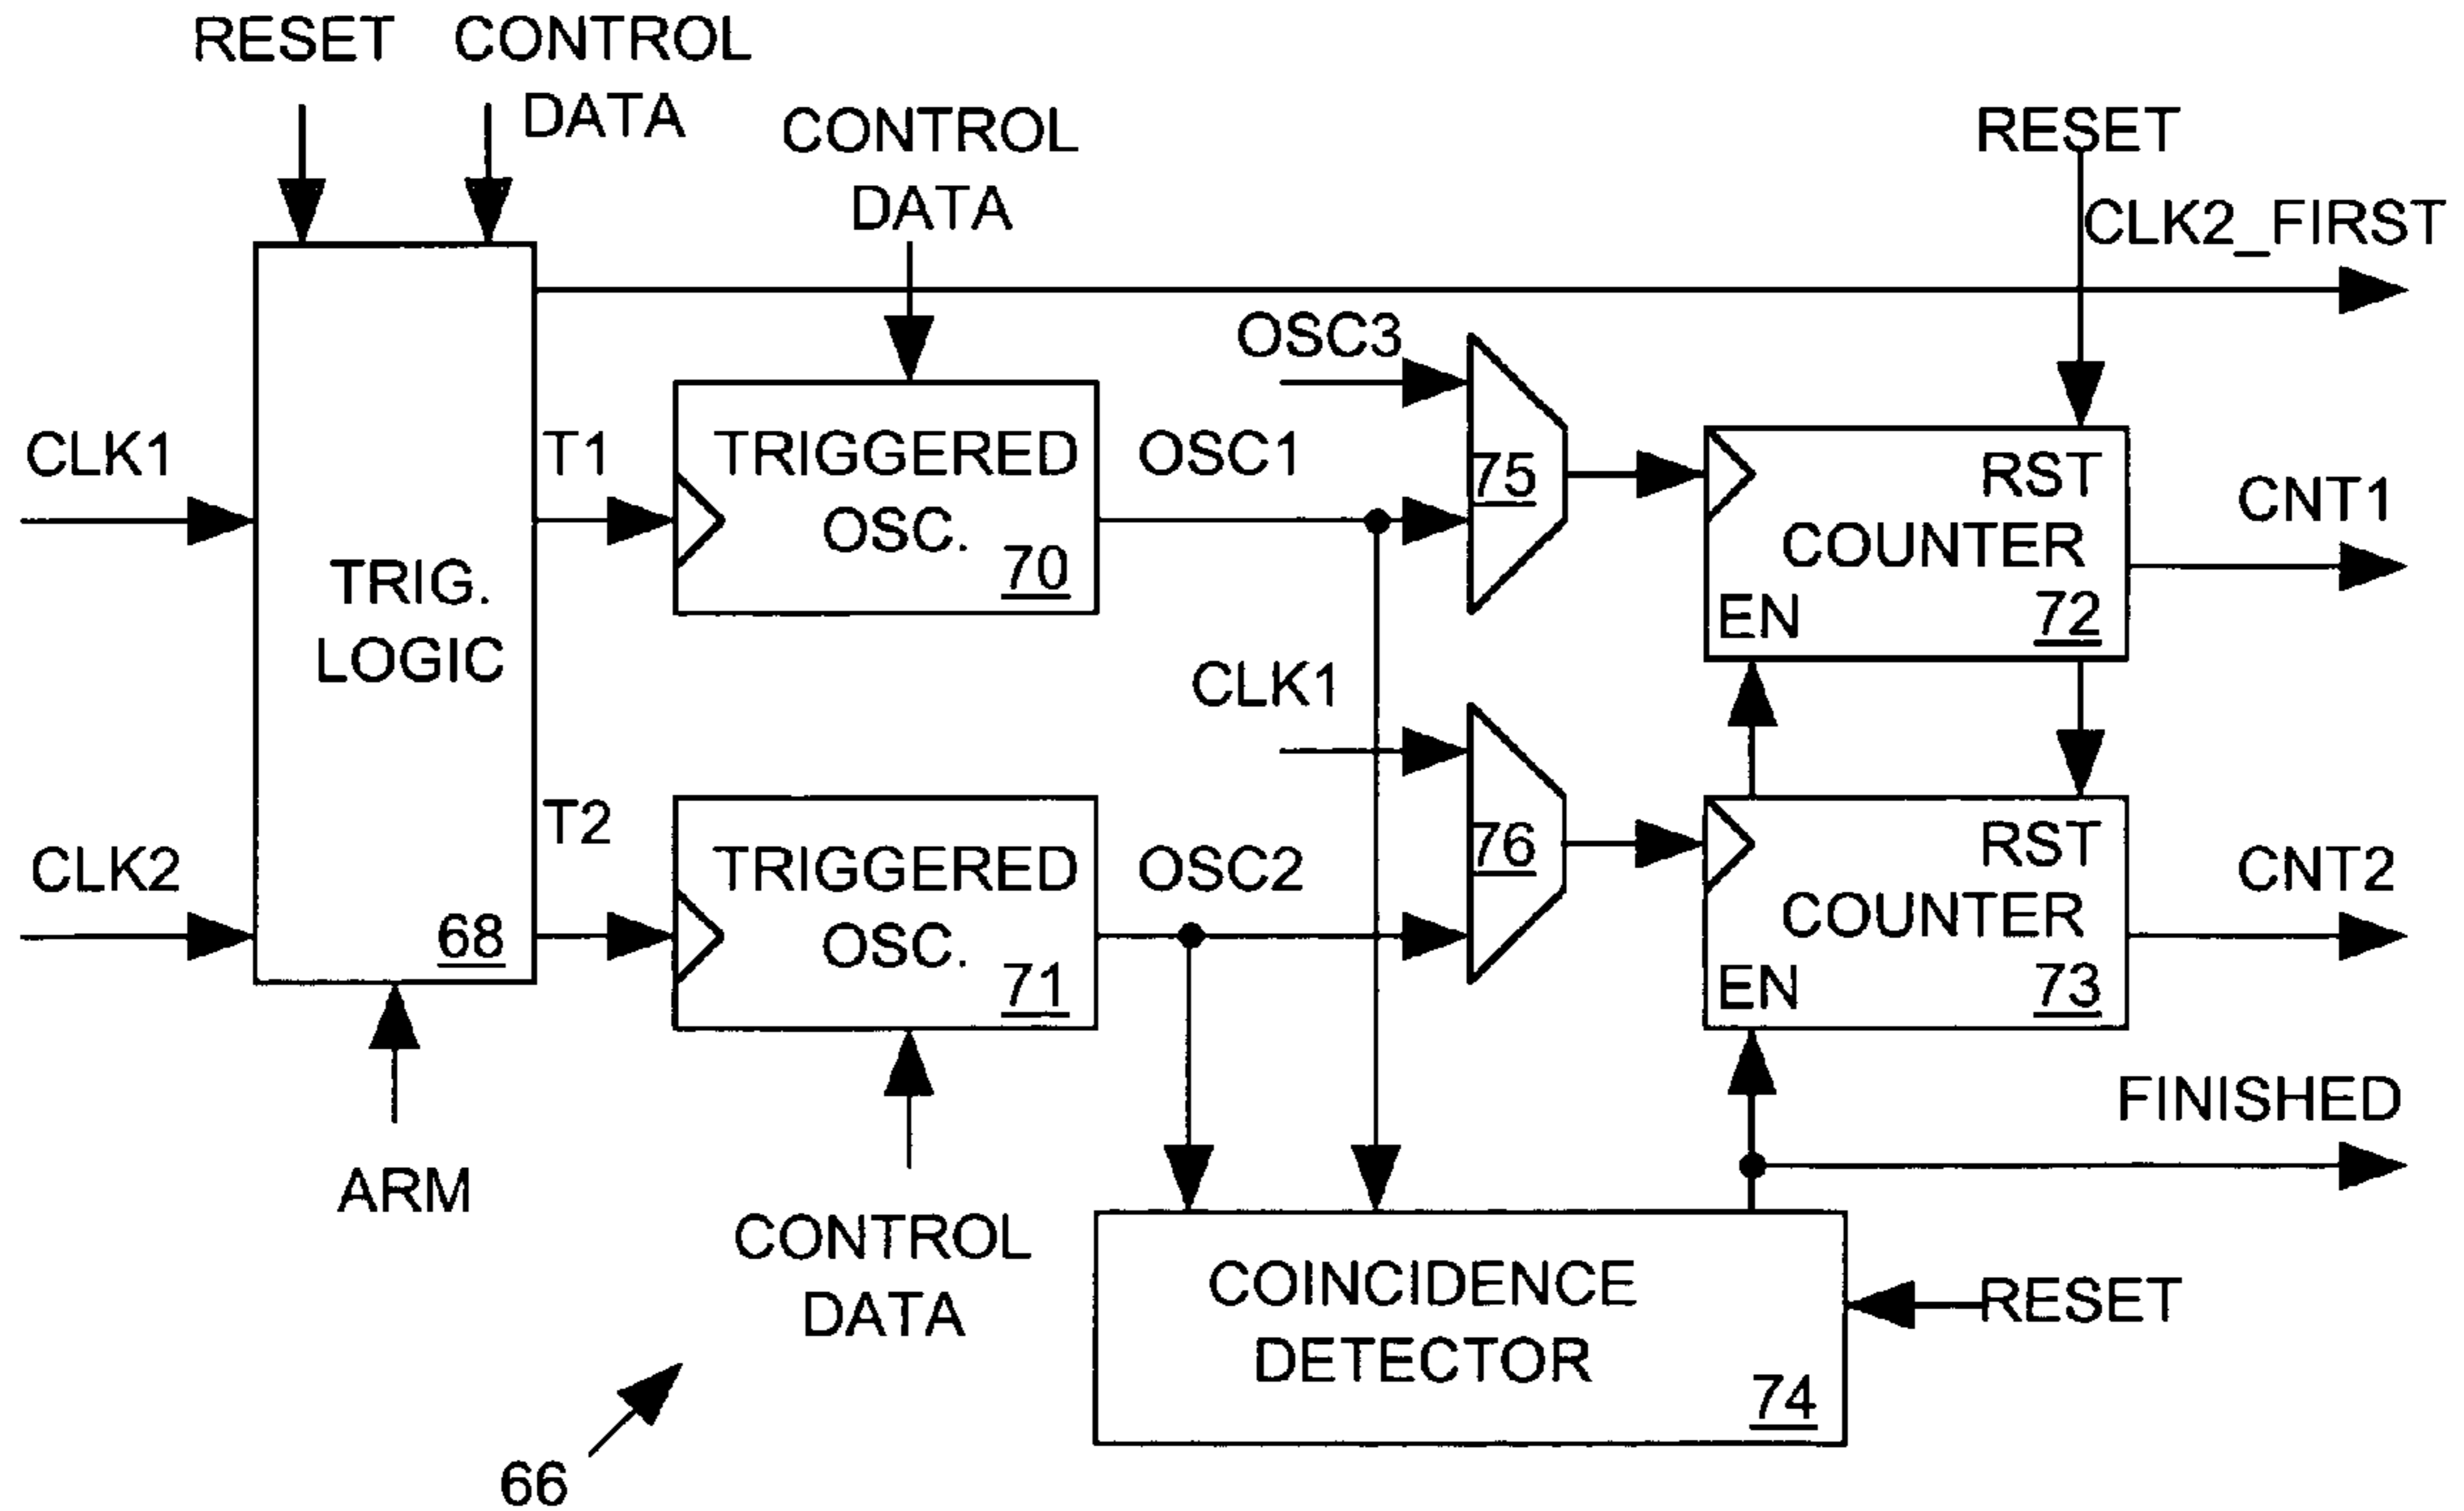 RESET
CONTROL
DATA
CONTROL
DATA
RESET
CLK2_FIRST
OSC3
CLK1
T1
TRIGGERED
OSC.
70
OSC1
75
RST
COUNTER
EN
72
CNT1
TRIG.
LOGIC
68
CLK1
T2
CLK2
TRIGGERED
OSC.
71
OSC2
76
RST
COUNTER
EN
73
CNT2
FINISHED
ARM
CONTROL
DATA
COINCIDENCE
DETECTOR
74
RESET
66